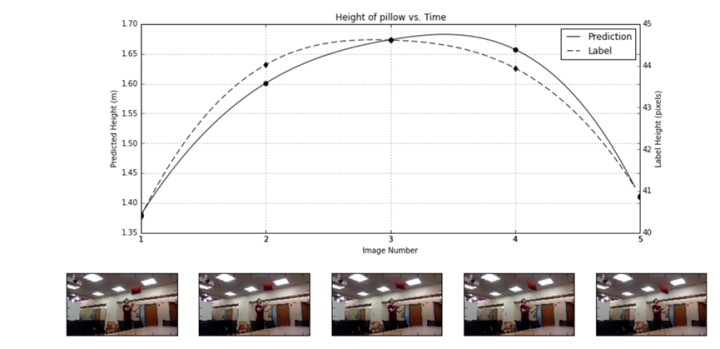 Height of pillow vs. Time
Predicted Height (m)
1.70
1.65
1.60
1.55
1.50
1.45
1.40
1.35
Prediction
Label
45
44
43
42
41
40
Label Height (pixels)
1 2 3 4 5
Image Number